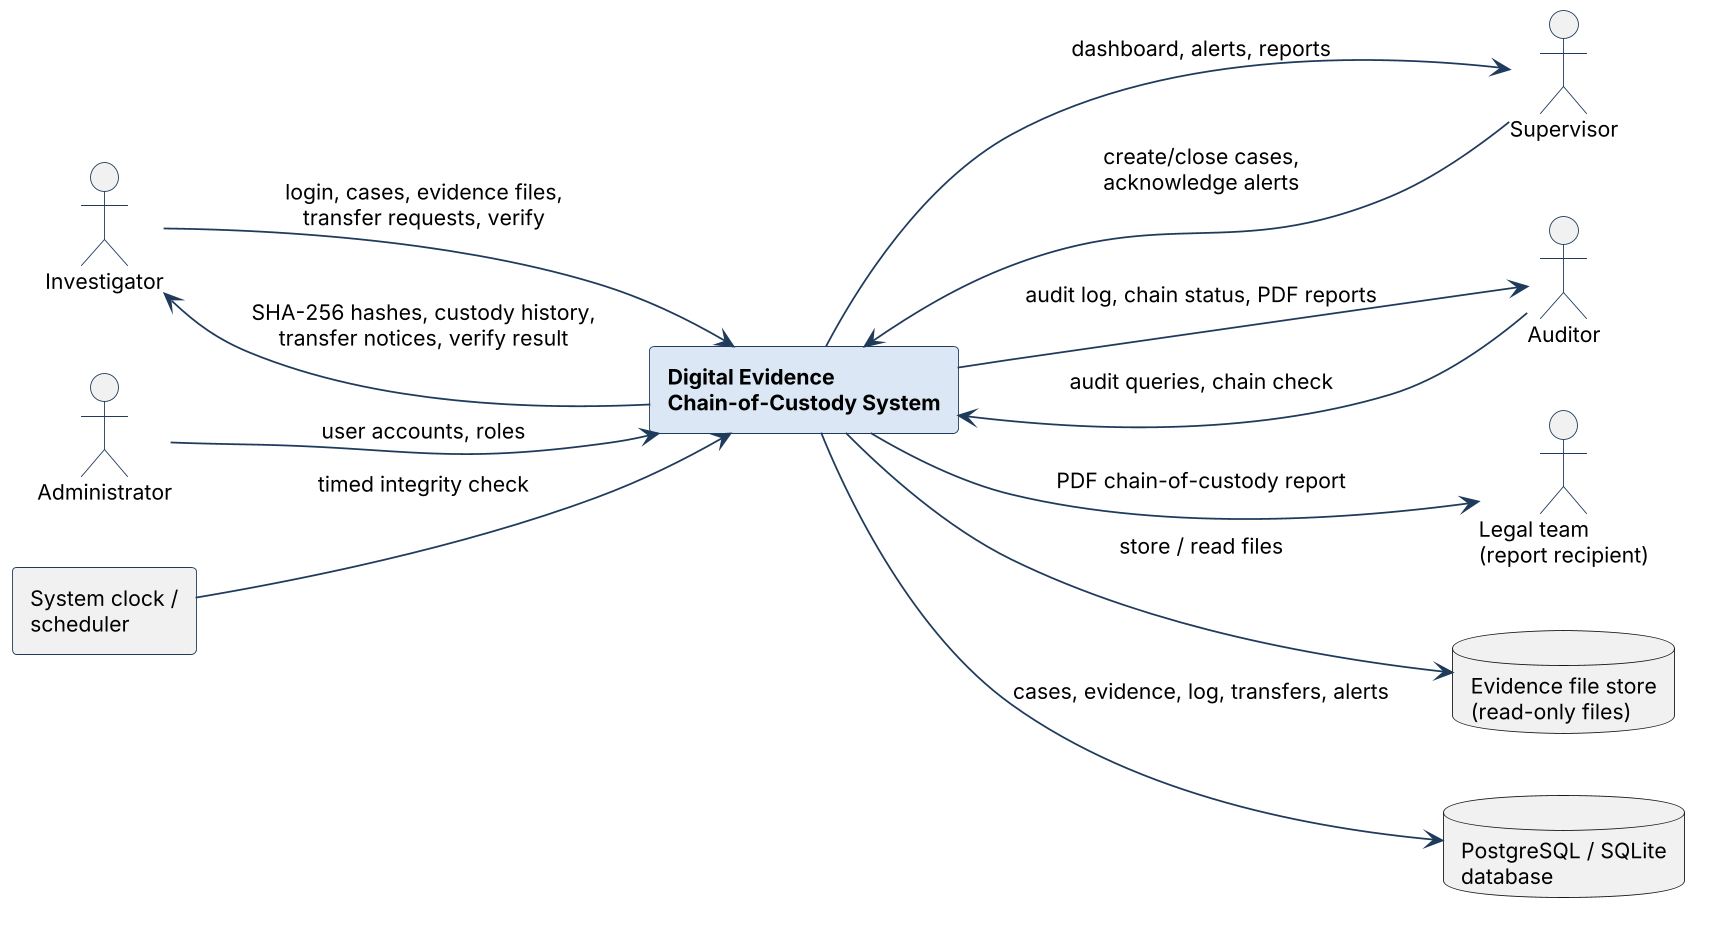 dashboard, alerts, reports
Supervisor
create/close cases,
acknowledge alerts
login, cases, evidence files,
transfer requests, verify
Investigator
SHA-256 hashes, custody history,
transfer notices, verify result
audit log, chain status, PDF reports
Auditor
Digital Evidence
Chain-of-Custody System
audit queries, chain check
user accounts, roles
Administrator
timed integrity check
PDF chain-of-custody report
Legal team
(report recipient)
store / read files
System clock /
scheduler
Evidence file store
(read-only files)
cases, evidence, log, transfers, alerts
PostgreSQL / SQLite
database